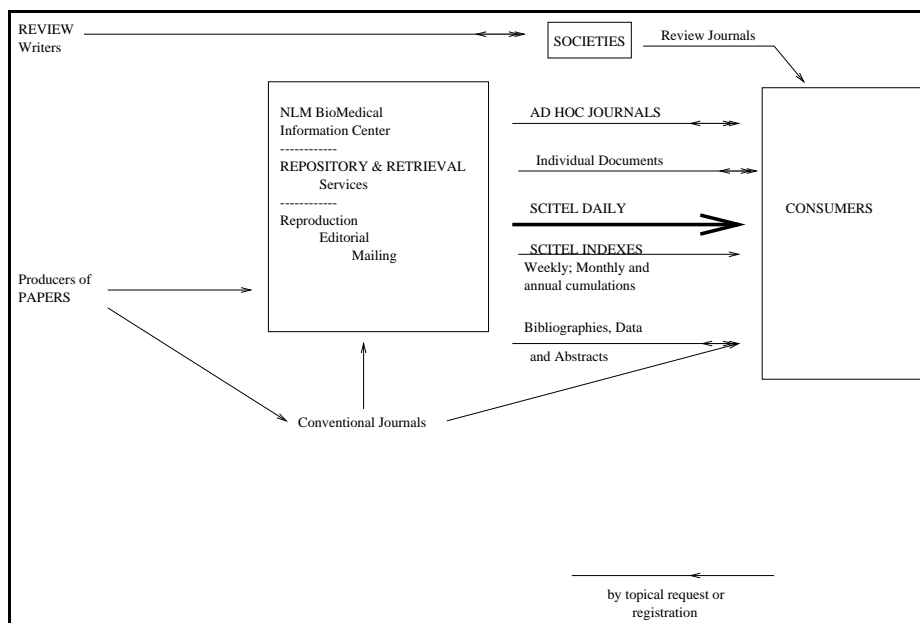 REVIEW
Writers
SOCIETIES
Review Journals
NLM BioMedical
Information Center
------------
REPOSITORY & RETRIEVAL
Services
------------
Reproduction
Editorial
Mailing
AD HOC JOURNALS
Individual Documents
SCITEL DAILY
SCITEL INDEXES
Weekly; Monthly and
annual cumulations
Bibliographies, Data
and Abstracts
CONSUMERS
Producers of
PAPERS
Conventional Journals
by topical request or
registration